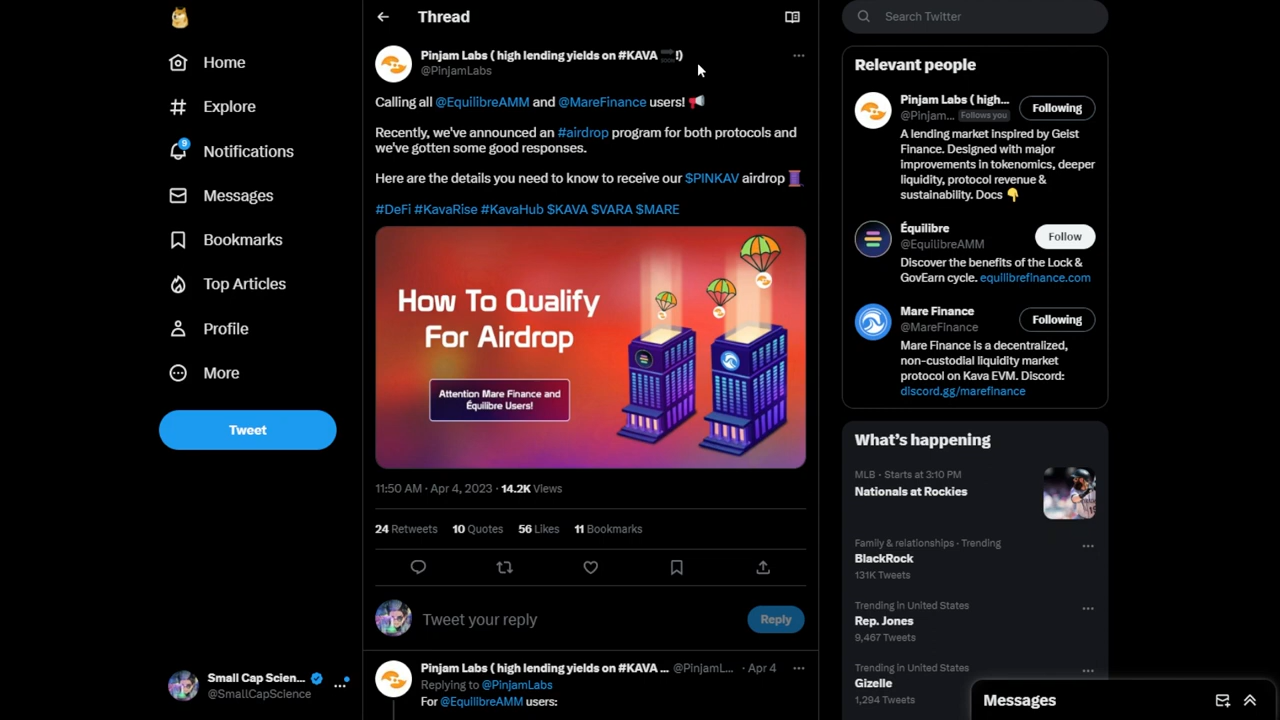 Home
Explore
9
Notifications
Messages
Bookmarks
Top Articles
Profile
More
Tweet
Small Cap Scien...
@SmallCapScience
Thread
Pinjam Labs ( high lending yields on #KAVA 🔜!)
@PinjamLabs
Calling all @EquilibreAMM and @MareFinance users! 📢
Recently, we've announced an #airdrop program for both protocols and
we've gotten some good responses.
Here are the details you need to know to receive our $PINKAV airdrop 🧵
#DeFi #KavaRise #KavaHub $KAVA $VARA $MARE
How To Qualify
For Airdrop
Attention Mare Finance and
Équilibre Users!
11:50 AM · Apr 4, 2023 · 14.2K Views
24 Retweets 10 Quotes 56 Likes 11 Bookmarks
Tweet your reply
Reply
Pinjam Labs ( high lending yields on #KAVA ... @PinjamL... · Apr 4
Replying to @PinjamLabs
For @EquilibreAMM users:
Search Twitter
Relevant people
Pinjam Labs ( high...
@Pinjam... Follows you
Following
A lending market inspired by Geist
Finance. Designed with major
improvements in tokenomics, deeper
liquidity, protocol revenue &
sustainability. Docs 👇
Équilibre
@EquilibreAMM
Follow
Discover the benefits of the Lock &
GovEarn cycle. equilibrefinance.com
Mare Finance
@MareFinance
Following
Mare Finance is a decentralized,
non-custodial liquidity market
protocol on Kava EVM. Discord:
discord.gg/marefinance
What's happening
MLB · Starts at 3:10 PM
Nationals at Rockies
Family & relationships · Trending
BlackRock
131K Tweets
Trending in United States
Rep. Jones
9,467 Tweets
Trending in United States
Gizelle
1,294 Tweets
Messages